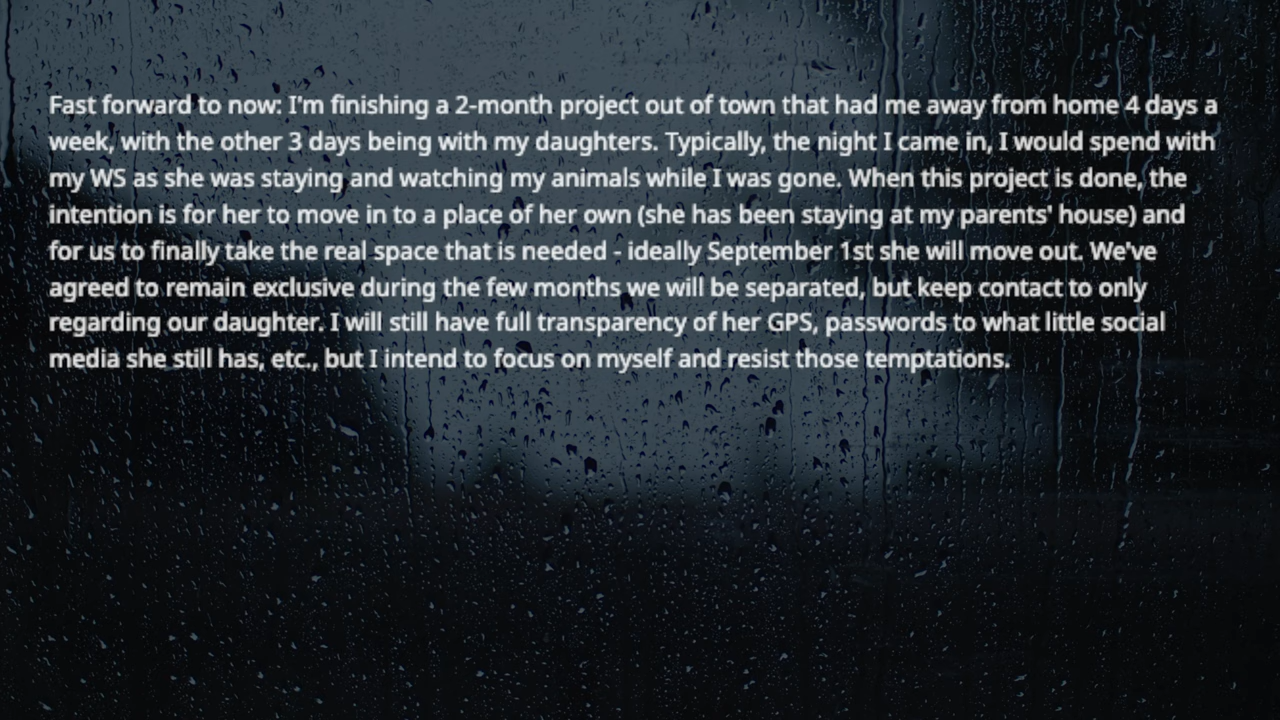 Fast forward to now: I'm finishing a 2-month project out of town that had me away from home 4 days a
week, with the other 3 days being with my daughters. Typically, the night I came in, I would spend with
my WS as she was staying and watching my animals while I was gone. When this project is done, the
intention is for her to move in to a place of her own (she has been staying at my parents' house) and
for us to finally take the real space that is needed - ideally September 1st she will move out. We've
agreed to remain exclusive during the few months we will be separated, but keep contact to only
regarding our daughter. I will still have full transparency of her GPS, passwords to what little social
media she still has, etc., but I intend to focus on myself and resist those temptations.